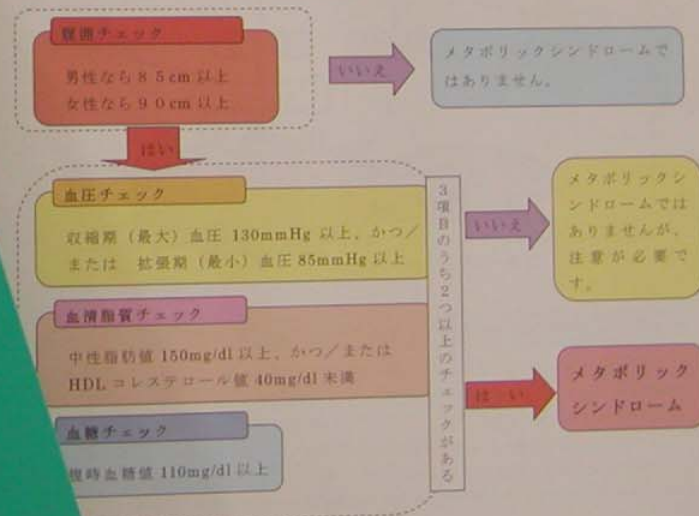 腹囲チェック
男性なら85cm以上
女性なら90cm以上
いいえ
メタボリックシンドロームで
はありません。
はい
血圧チェック
収縮期（最大）血圧 130mmHg 以上、かつ／
または 拡張期（最小）血圧 85mmHg 以上
血清脂質チェック
中性脂肪値 150mg/dl 以上、かつ／または
HDL コレステロール値 40mg/dl 未満
血糖チェック
腹時血糖値 110mg/dl 以上
3項目のうち2つ以上のチェックがある
いいえ
メタボリックシ
ンドロームでは
ありませんが、
注意が必要で
す。
はい
メタボリック
シンドローム